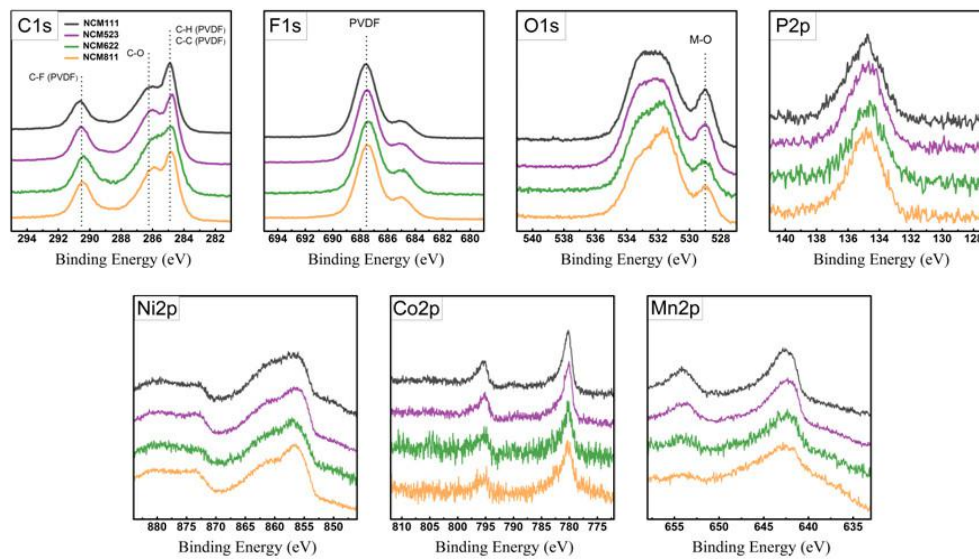 C1s
NCM111
NCM523
NCM622
NCM811
C-F (PVDF)
C-O
C-H (PVDF)
C-C (PVDF)
294 292 290 288 286 284 282
Binding Energy (eV)
F1s
PVDF
694 692 690 688 686 684 682 680
Binding Energy (eV)
O1s
M-O
540 538 536 534 532 530 528
Binding Energy (eV)
P2p
140 138 136 134 132 130 128
Binding Energy (eV)
Ni2p
880 875 870 865 860 855 850
Binding Energy (eV)
Co2p
810 805 800 795 790 785 780 775
Binding Energy (eV)
Mn2p
655 650 645 640 635
Binding Energy (eV)